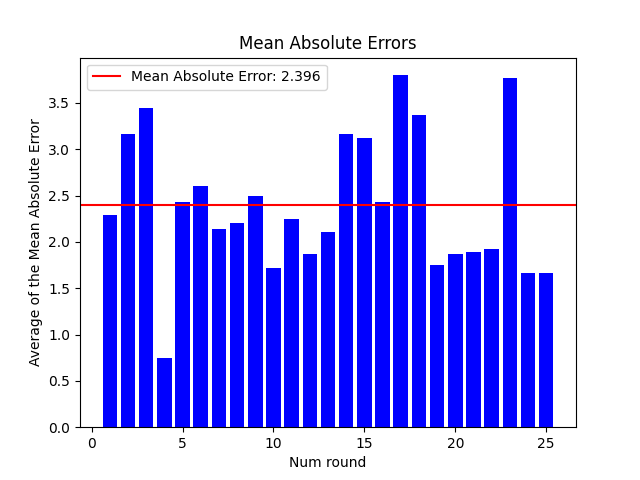 Mean Absolute Errors
Mean Absolute Error: 2.396
Average of the Mean Absolute Error
3.5
3.0
2.5
2.0
1.5
1.0
0.5
0.0
0 5 10 15 20 25
Num round